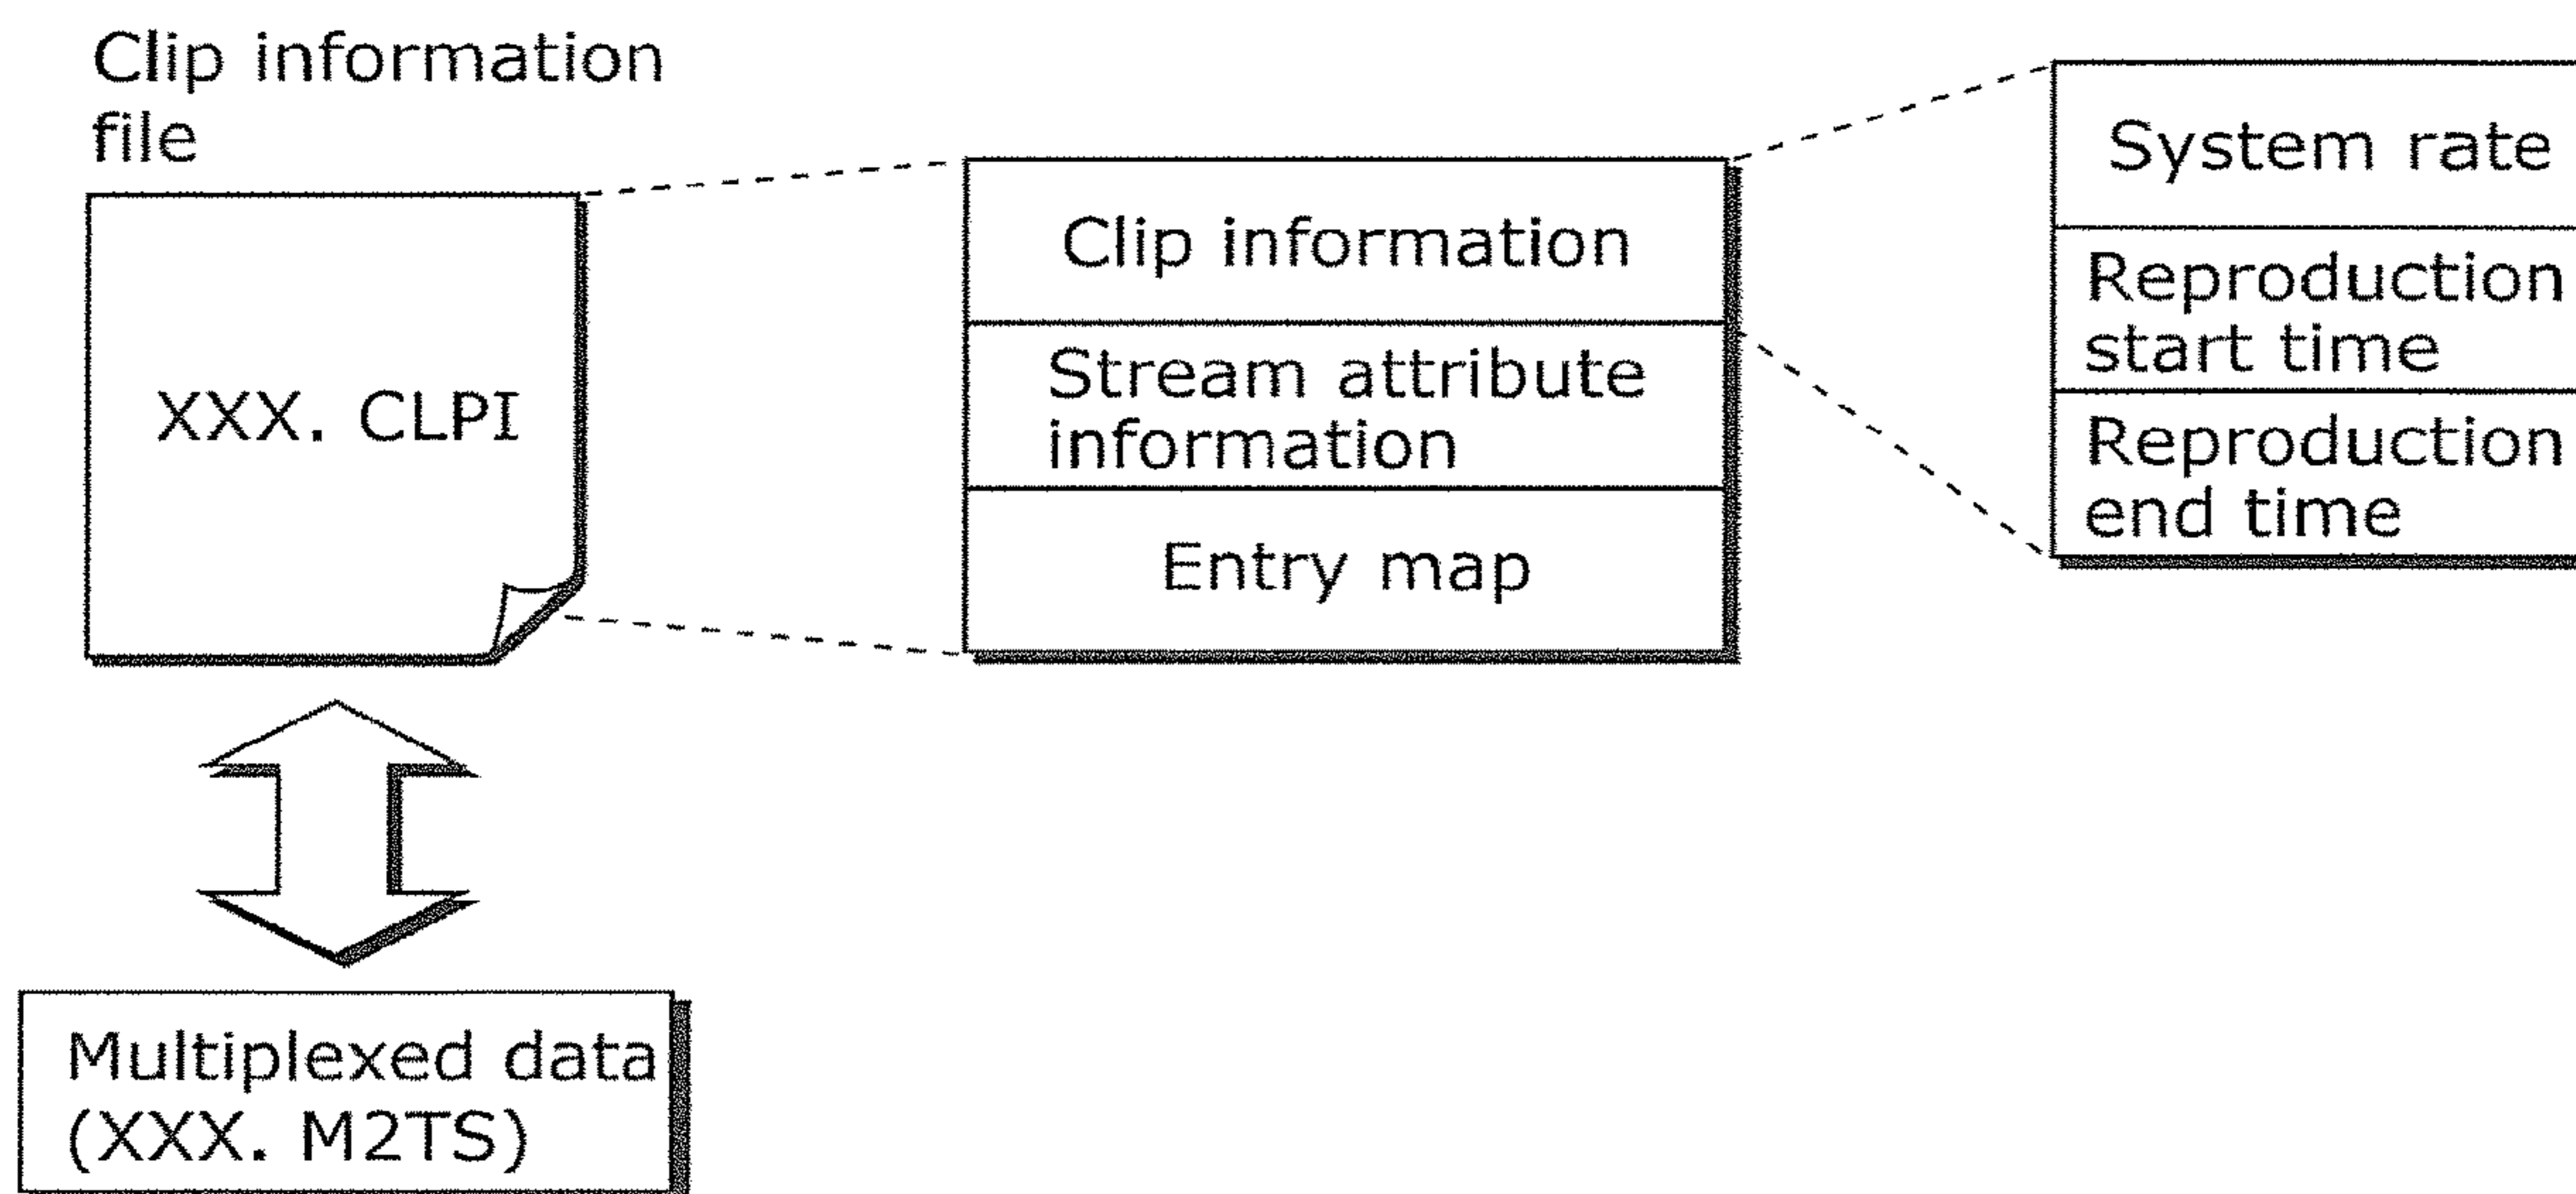 Clip information
file
XXX. CLPI
Multiplexed data
(XXX. M2TS)
Clip information
Stream attribute
information
Entry map
System rate
Reproduction
start time
Reproduction
end time